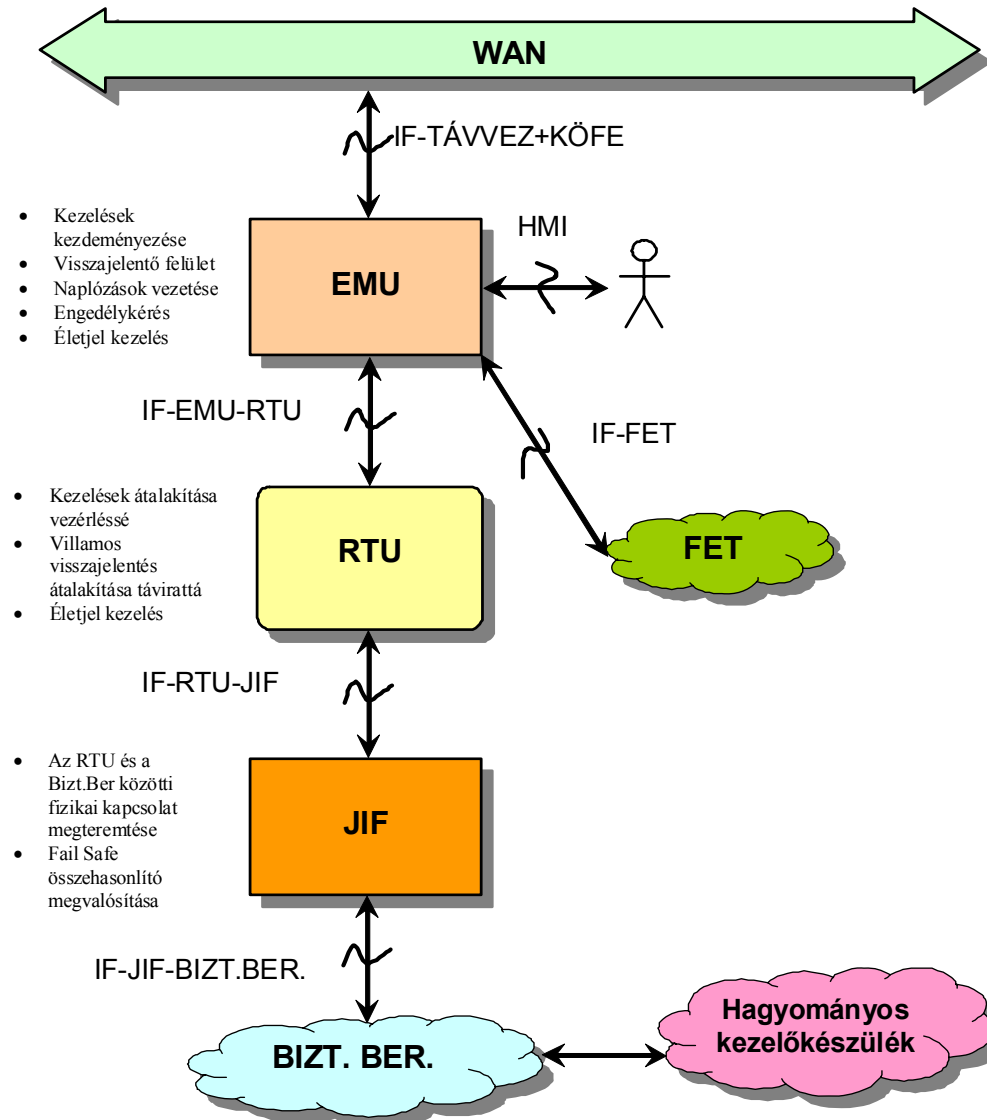 WAN
IF-TÁVVEZ+KÖFE
• Kezelések
kezdeményezése
• Visszajelentő felület
• Naplózások vezetése
• Engedélykérés
• Életjel kezelés
EMU
HMI
IF-EMU-RTU
IF-FET
• Kezelések átalakítása
vezérléssé
• Villamos
visszajelentés
átalakítása távirattá
• Életjel kezelés
RTU
FET
IF-RTU-JIF
• Az RTU és a
Bizt.Ber közötti
fizikai kapcsolat
megteremtése
• Fail Safe
összehasonlító
megvalósítása
JIF
IF-JIF-BIZT.BER.
BIZT. BER.
Hagyományos
kezelőkészülék